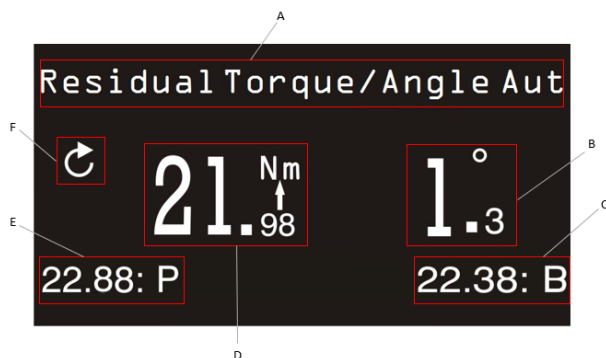 A
Residual Torque/Angle Aut
F
B
21.98 Nm
1.3°
C
E
22.88: P
22.38: B
D